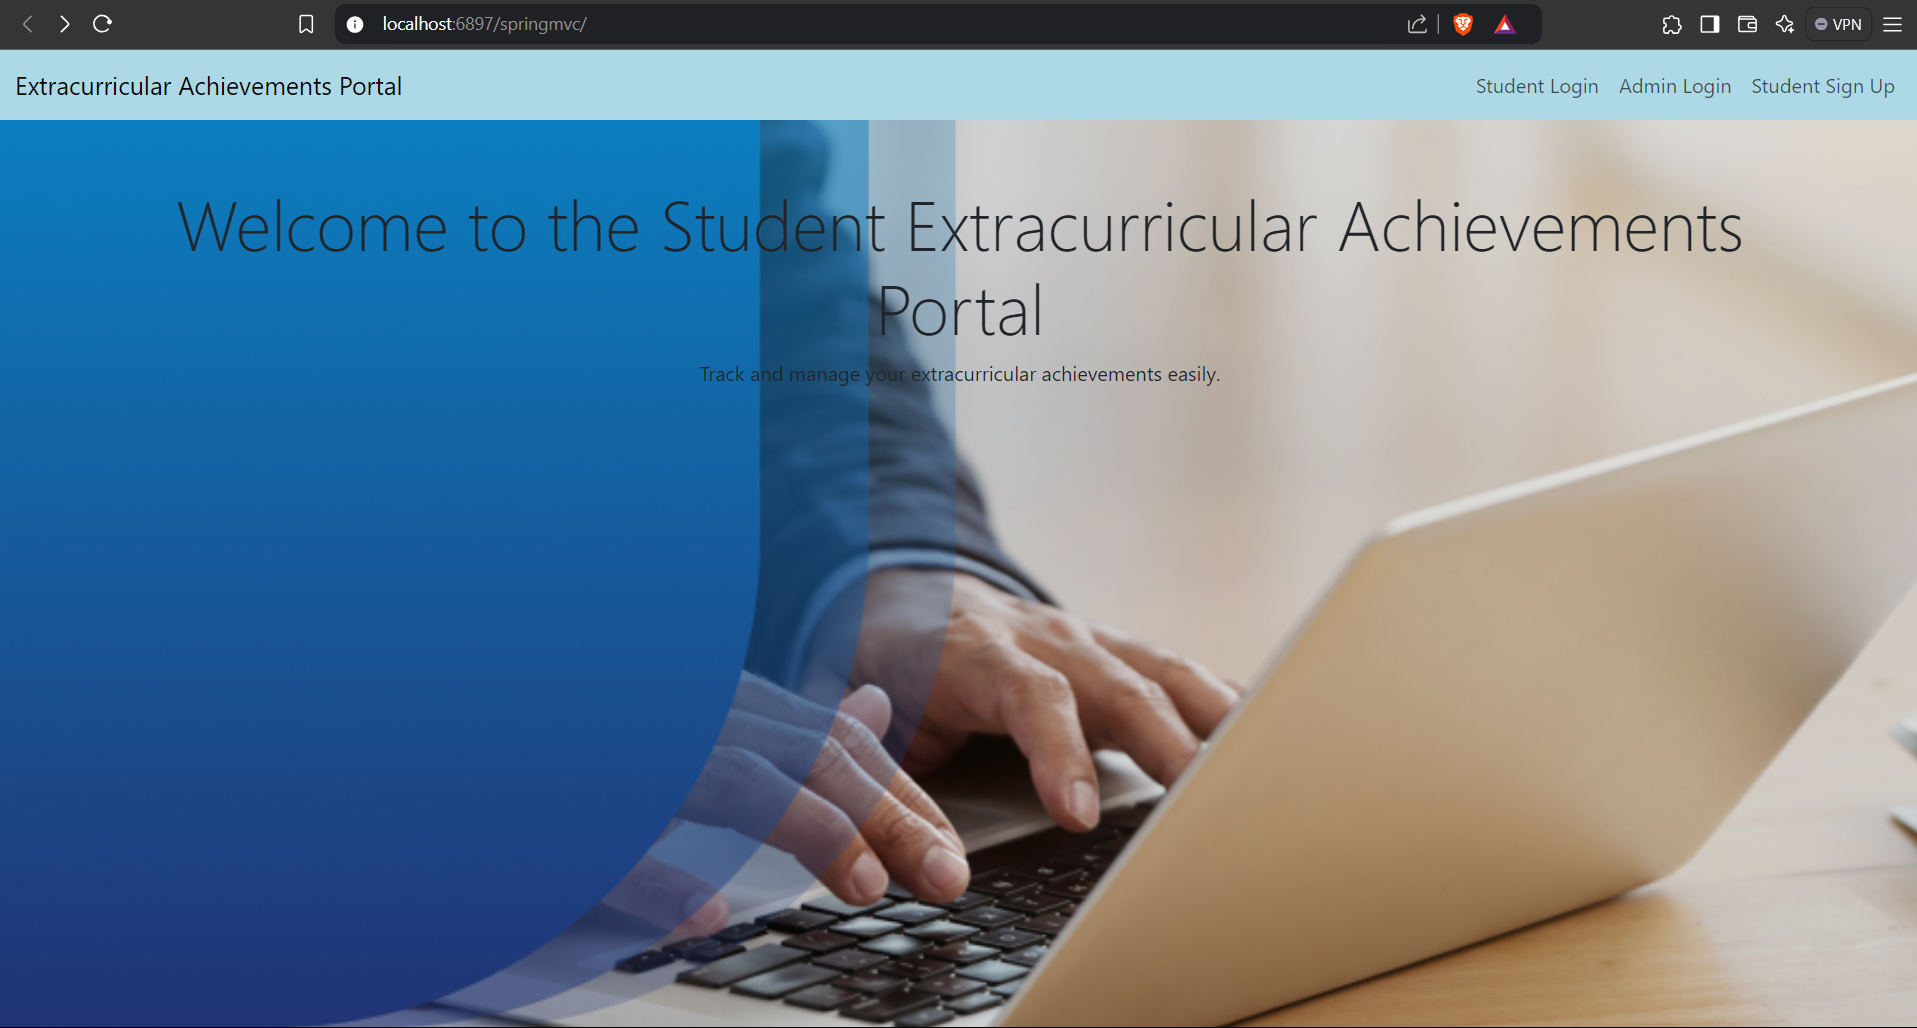 localhost:6897/springmvc/
VPN
Extracurricular Achievements Portal
Student Login
Admin Login
Student Sign Up
Welcome to the Student Extracurricular Achievements
Portal
Track and manage your extracurricular achievements easily.